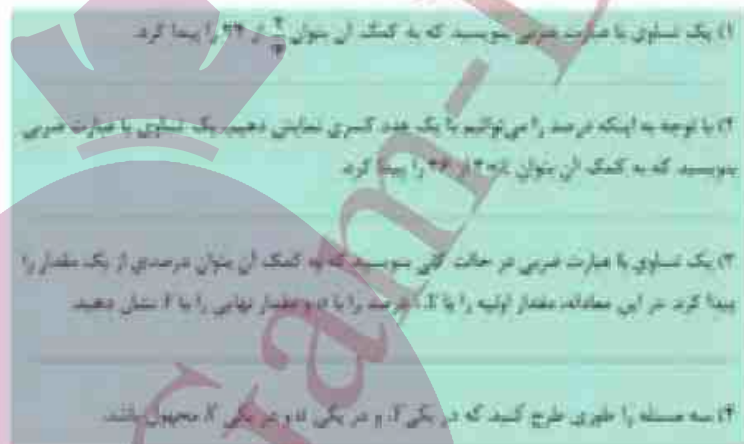 ۱) یک تساوی با عبارت ضربی بنویسید که به کمک آن بتوان از ۲۴ را پیدا کرد.
۲) با توجه به اینکه درصد را می‌توانیم با یک عدد کسری نمایش دهیم، یک تساوی با عبارت ضربی
بنویسید که به کمک آن بتوان از ۳۶ را پیدا کرد.
۳) یک تساوی با عبارت ضربی در حالت کلی بنویسید که به کمک آن بتوان درصدی از یک مقدار را
پیدا کرد. در این معادله، مقدار اولیه را با X، درصد را با a و مقدار نهایی را با نشان دهید.
۴) سه مسئله را طوری طرح کنید که در یکی و در یکی a و در یکی X مجهول باشد.
Gam-